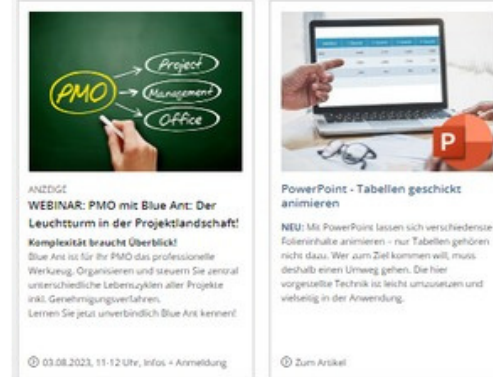 PMO
Project
Management
Office
ANZEIGE
WEBINAR: PMO mit Blue Ant: Der
Leuchtturm in der Projektlandschaft!
Komplexität braucht Überblick!
Blue Ant ist für Ihr PMO das professionelle
Werkzeug. Organisieren und steuern Sie zentral
unterschiedliche Lebenszyklen aller Projekte
inkl. Genehmigungsverfahren.
Lernen Sie jetzt unverbindlich Blue Ant kennen!
03.08.2023, 11-12 Uhr, Infos + Anmeldung
P
PowerPoint - Tabellen geschickt
animieren
NEU: Mit PowerPoint lassen sich verschiedenste
Folieninhalte animieren – nur Tabellen gehören
nicht dazu. Wer zum Ziel kommen will, muss
deshalb einen Umweg gehen. Die hier
vorgestellte Technik ist leicht umzusetzen und
vielseitig in der Anwendung.
Zum Artikel